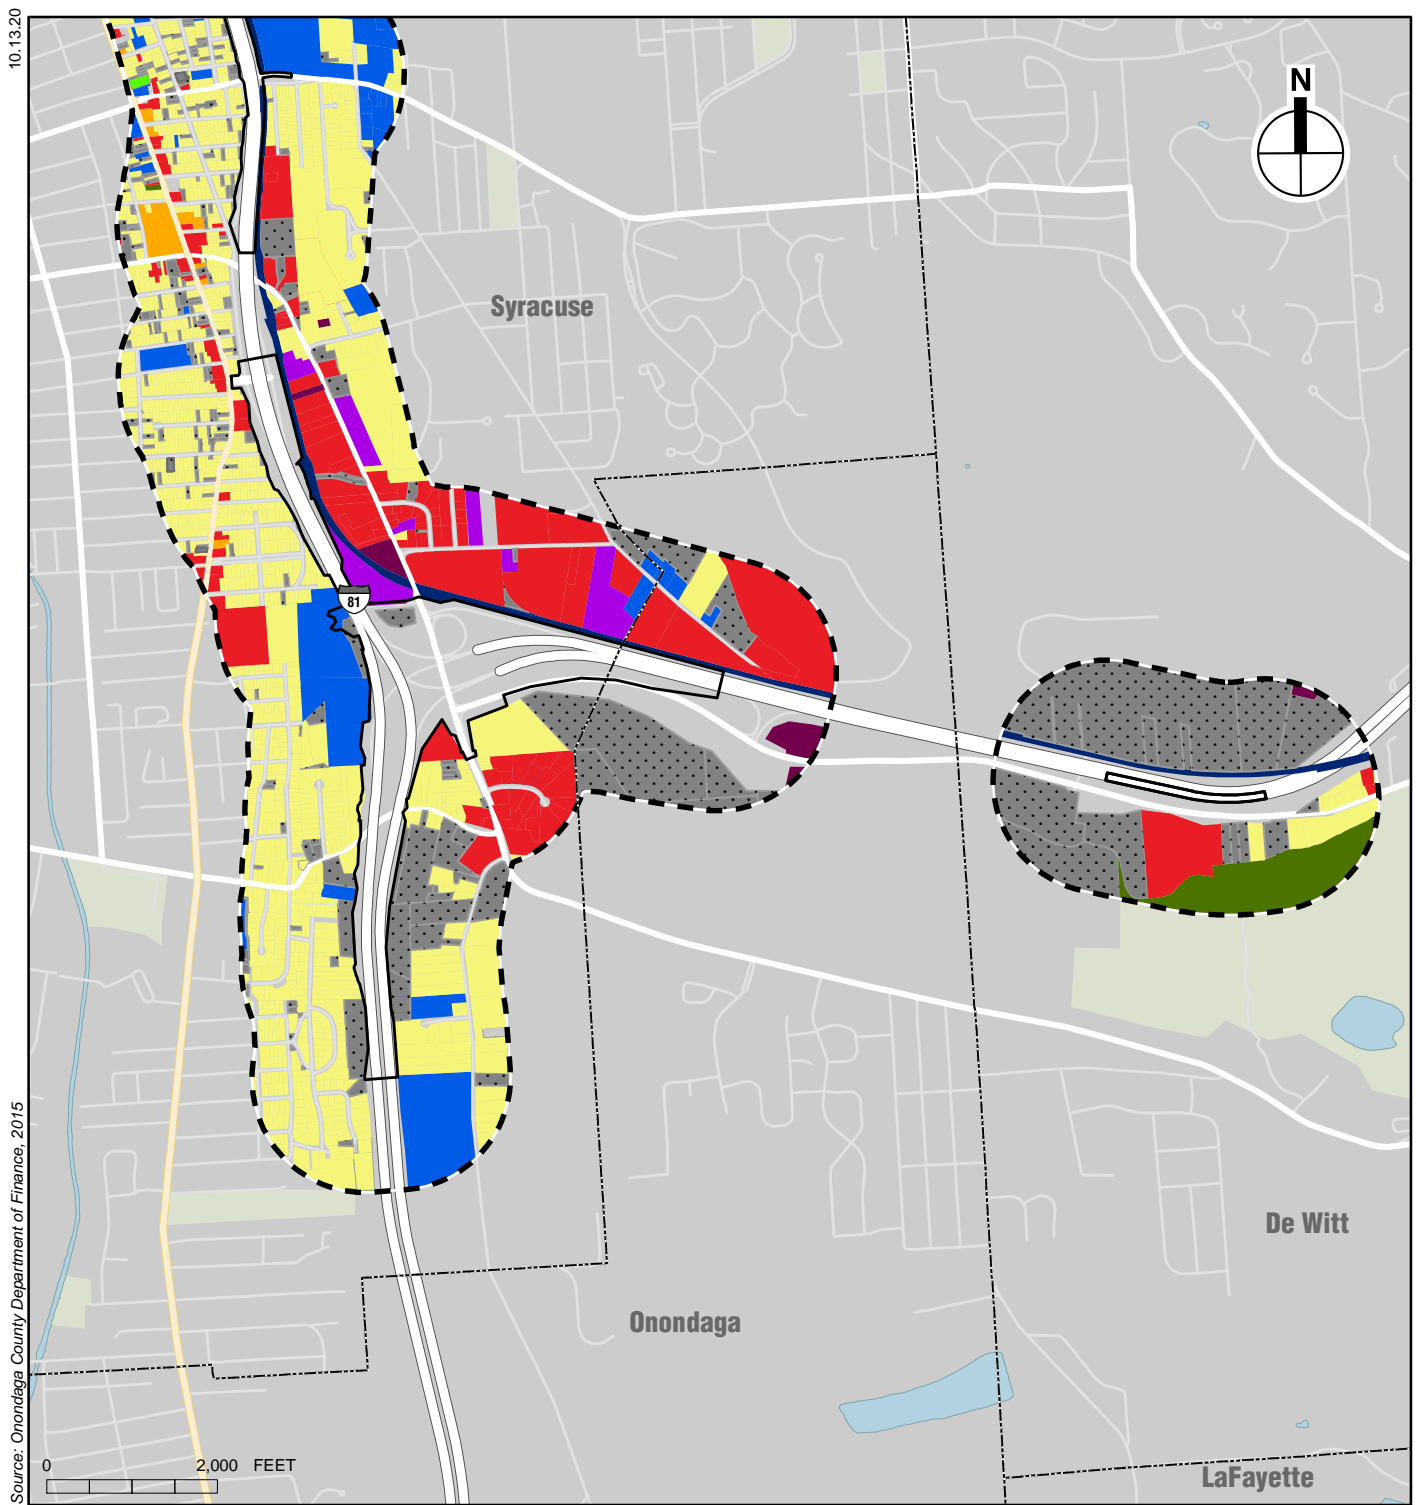 10.13.20
N
Syracuse
81
De Witt
Onondaga
LaFayette
0 2,000 FEET
Source: Onondaga County Department of Finance, 2015